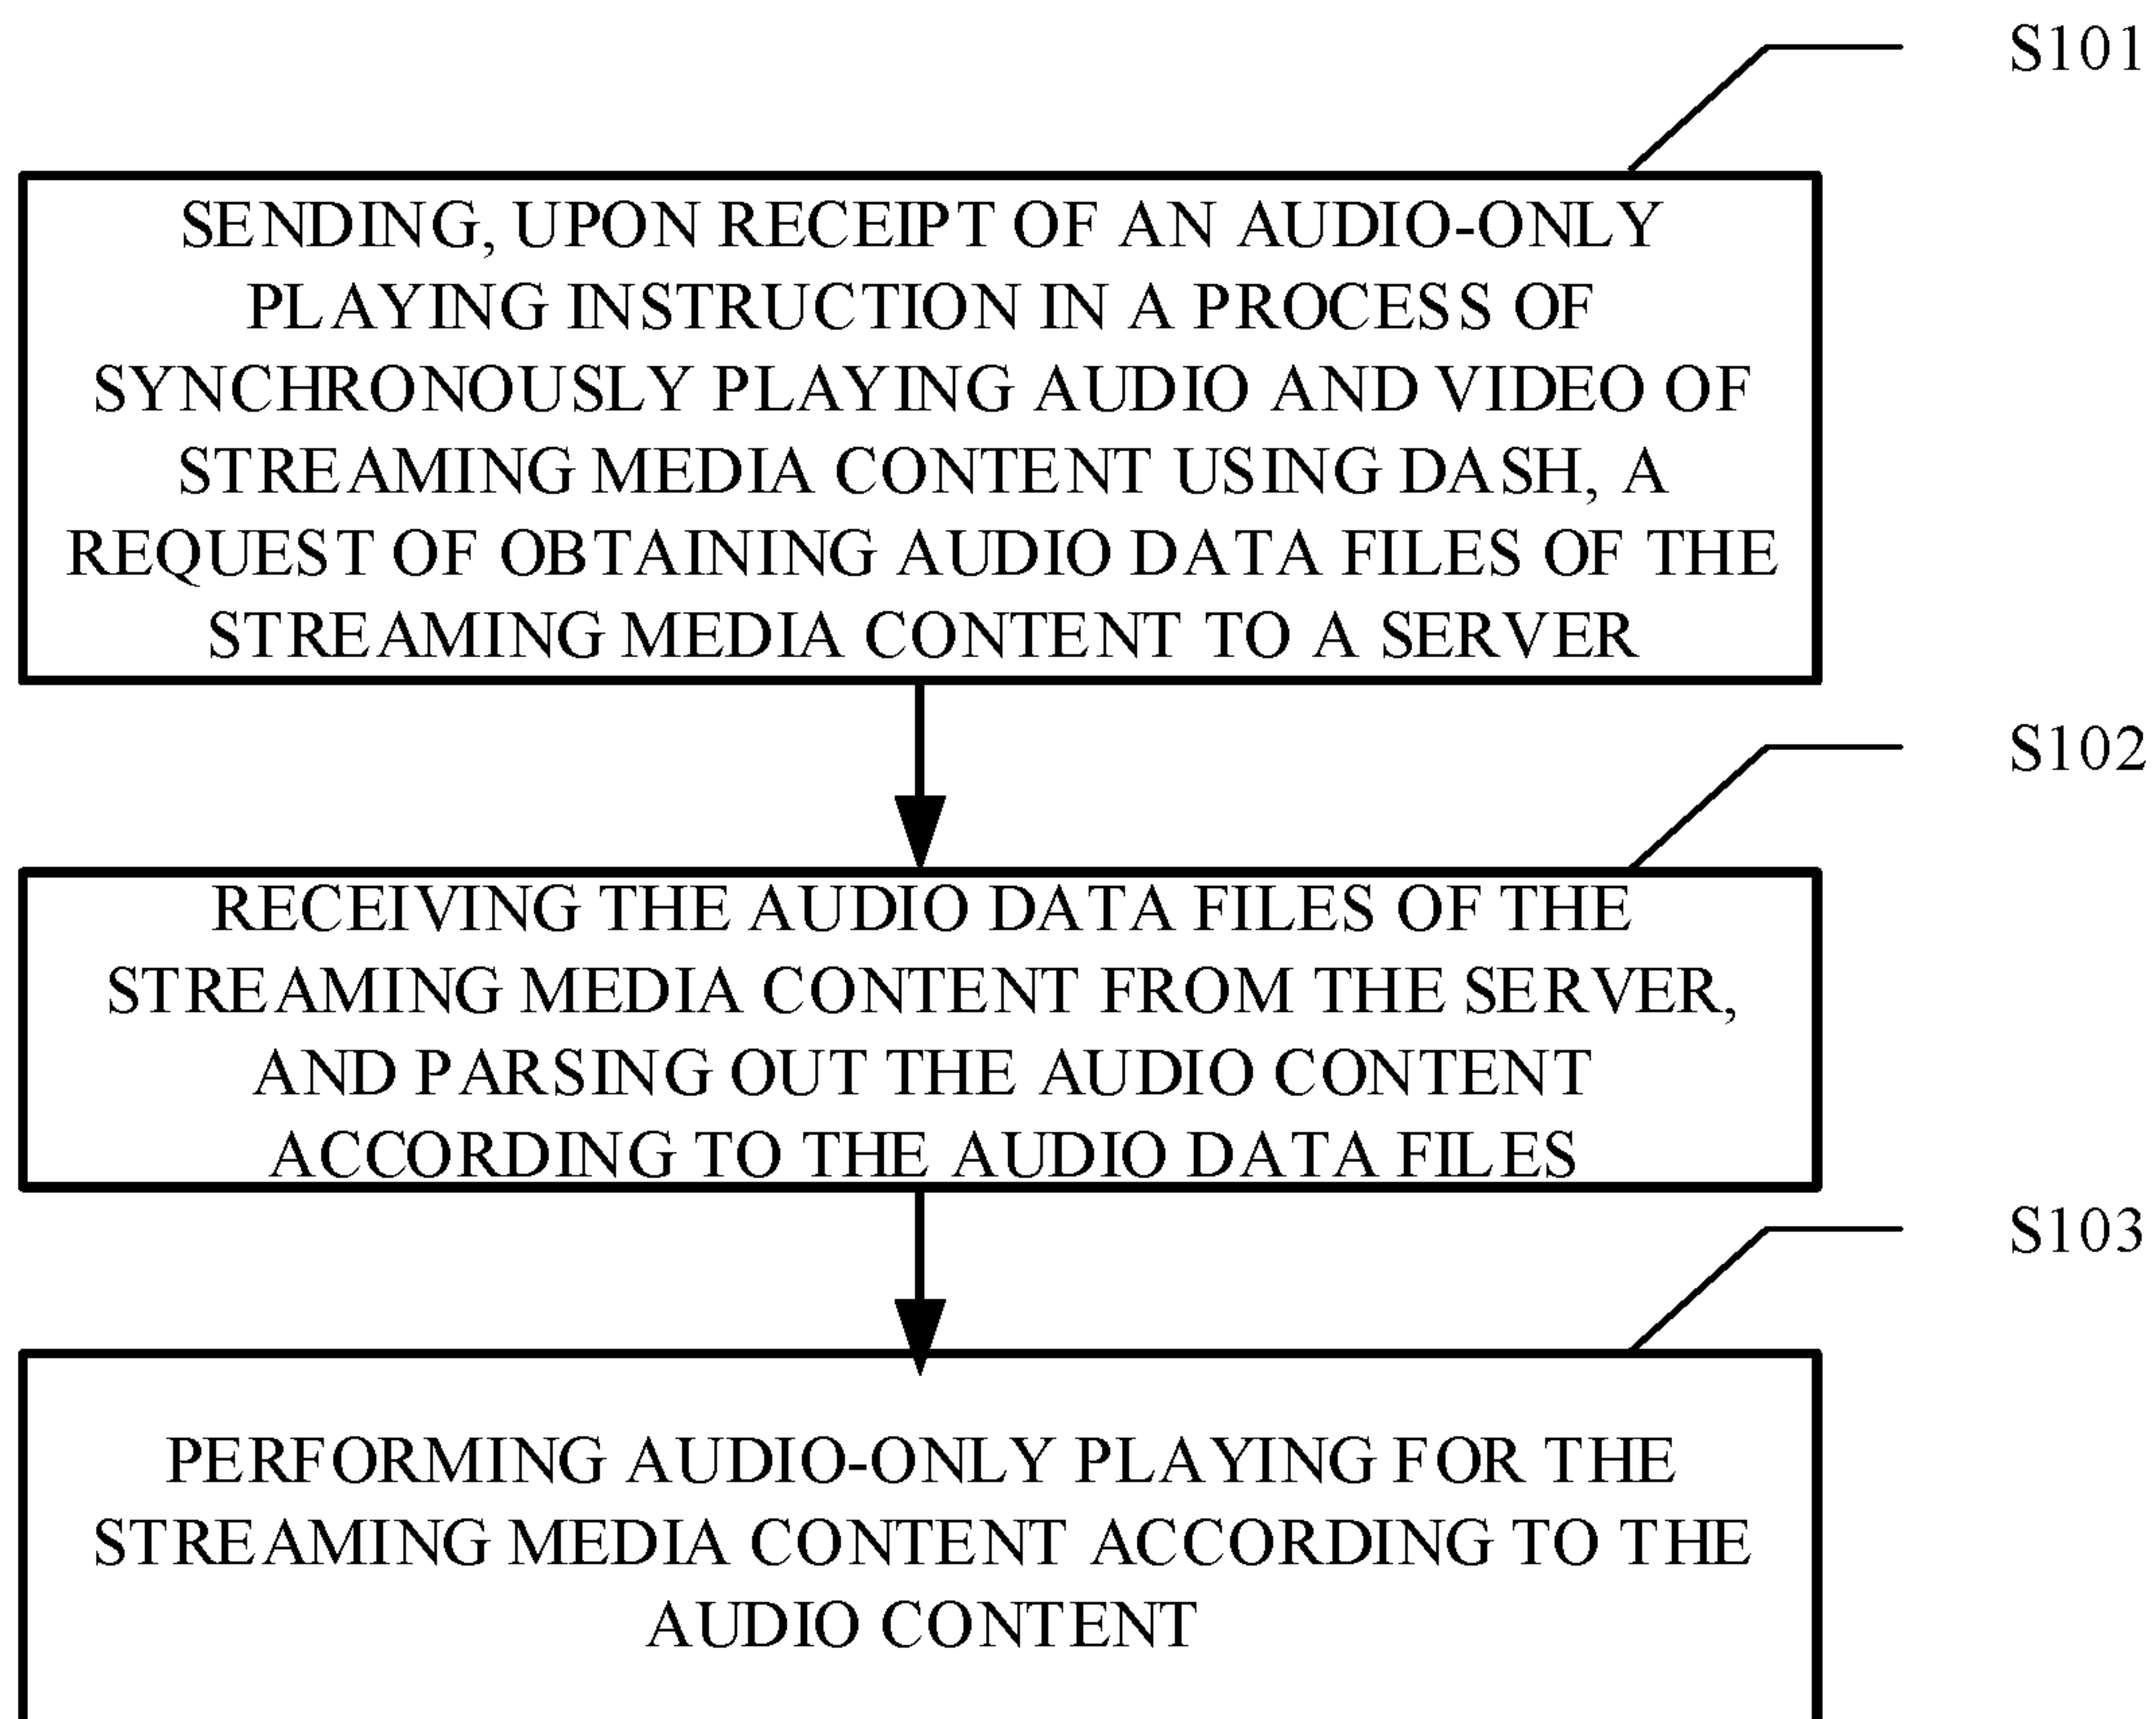 S101
SENDING, UPON RECEIPT OF AN AUDIO-ONLY
PLAYING INSTRUCTION IN A PROCESS OF
SYNCHRONOUSLY PLAYING AUDIO AND VIDEO OF
STREAMING MEDIA CONTENT USING DASH, A
REQUEST OF OBTAINING AUDIO DATA FILES OF THE
STREAMING MEDIA CONTENT TO A SERVER
S102
RECEIVING THE AUDIO DATA FILES OF THE
STREAMING MEDIA CONTENT FROM THE SERVER,
AND PARSING OUT THE AUDIO CONTENT
ACCORDING TO THE AUDIO DATA FILES
S103
PERFORMING AUDIO-ONLY PLAYING FOR THE
STREAMING MEDIA CONTENT ACCORDING TO THE
AUDIO CONTENT